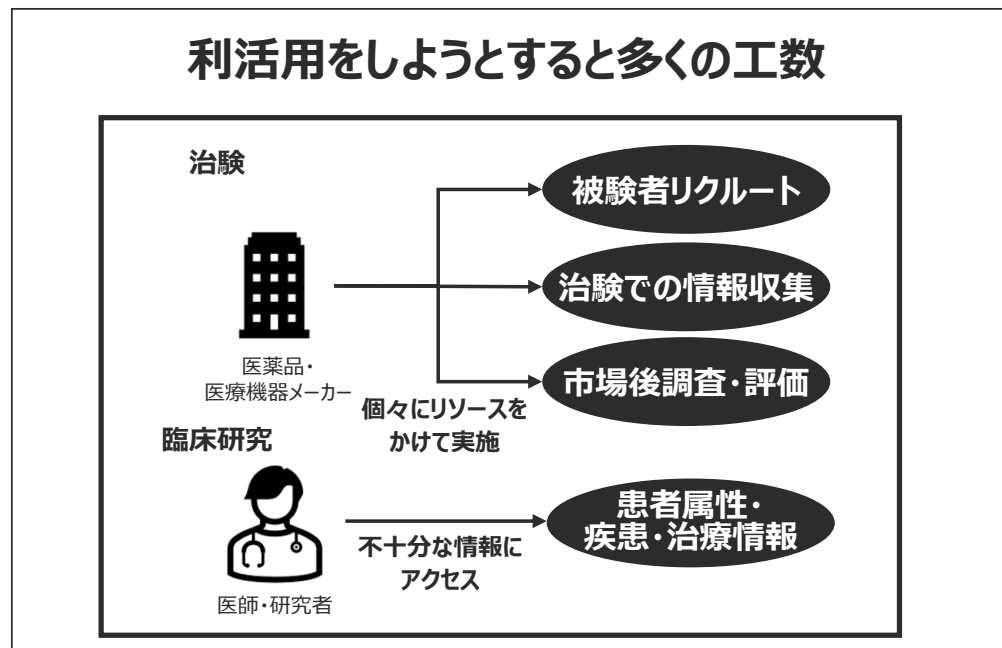 利活用をしようとすると多くの工数
治験
被験者リクルート
治験での情報収集
市場後調査・評価
医薬品・
医療機器メーカー
個々にリソースを
かけて実施
臨床研究
患者属性・
疾患・治療情報
不十分な情報に
アクセス
医師・研究者